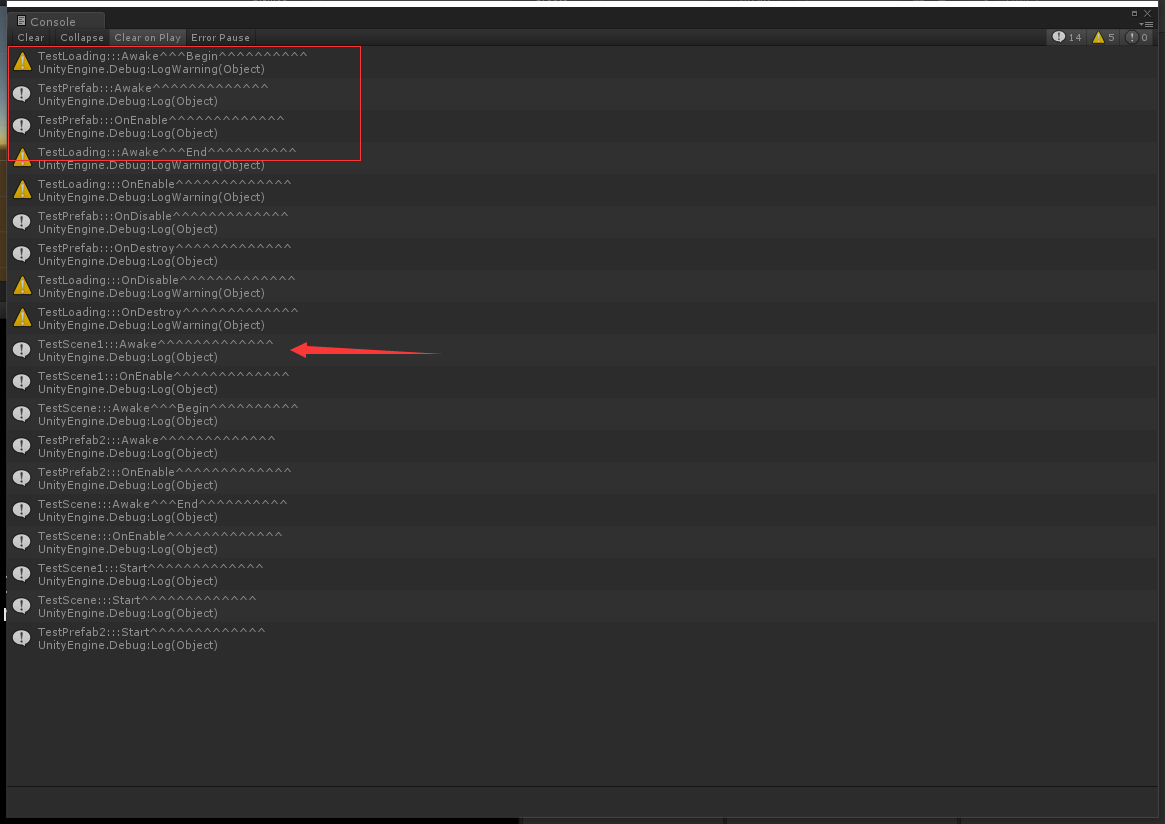 Console
Clear Collapse Clear on Play Error Pause 14 5 0
TestLoading:::Awake^^^Begin^^^^^^^^^^
UnityEngine.Debug:LogWarning(Object)
TestPrefab:::Awake^^^^^^^^^^^^^
UnityEngine.Debug:Log(Object)
TestPrefab:::OnEnable^^^^^^^^^^^^^
UnityEngine.Debug:Log(Object)
TestLoading:::Awake^^^End^^^^^^^^^^
UnityEngine.Debug:LogWarning(Object)
TestLoading:::OnEnable^^^^^^^^^^^^^
UnityEngine.Debug:LogWarning(Object)
TestPrefab:::OnDisable^^^^^^^^^^^^^
UnityEngine.Debug:Log(Object)
TestPrefab:::OnDestroy^^^^^^^^^^^^^
UnityEngine.Debug:Log(Object)
TestLoading:::OnDisable^^^^^^^^^^^^^
UnityEngine.Debug:LogWarning(Object)
TestLoading:::OnDestroy^^^^^^^^^^^^^
UnityEngine.Debug:LogWarning(Object)
TestScene1:::Awake^^^^^^^^^^^^^
UnityEngine.Debug:Log(Object)
TestScene1:::OnEnable^^^^^^^^^^^^^
UnityEngine.Debug:Log(Object)
TestScene:::Awake^^^Begin^^^^^^^^^^
UnityEngine.Debug:Log(Object)
TestPrefab2:::Awake^^^^^^^^^^^^^
UnityEngine.Debug:Log(Object)
TestPrefab2:::OnEnable^^^^^^^^^^^^^
UnityEngine.Debug:Log(Object)
TestScene:::Awake^^^End^^^^^^^^^^
UnityEngine.Debug:Log(Object)
TestScene:::OnEnable^^^^^^^^^^^^^
UnityEngine.Debug:Log(Object)
TestScene1:::Start^^^^^^^^^^^^^
UnityEngine.Debug:Log(Object)
TestScene:::Start^^^^^^^^^^^^^
UnityEngine.Debug:Log(Object)
TestPrefab2:::Start^^^^^^^^^^^^^
UnityEngine.Debug:Log(Object)